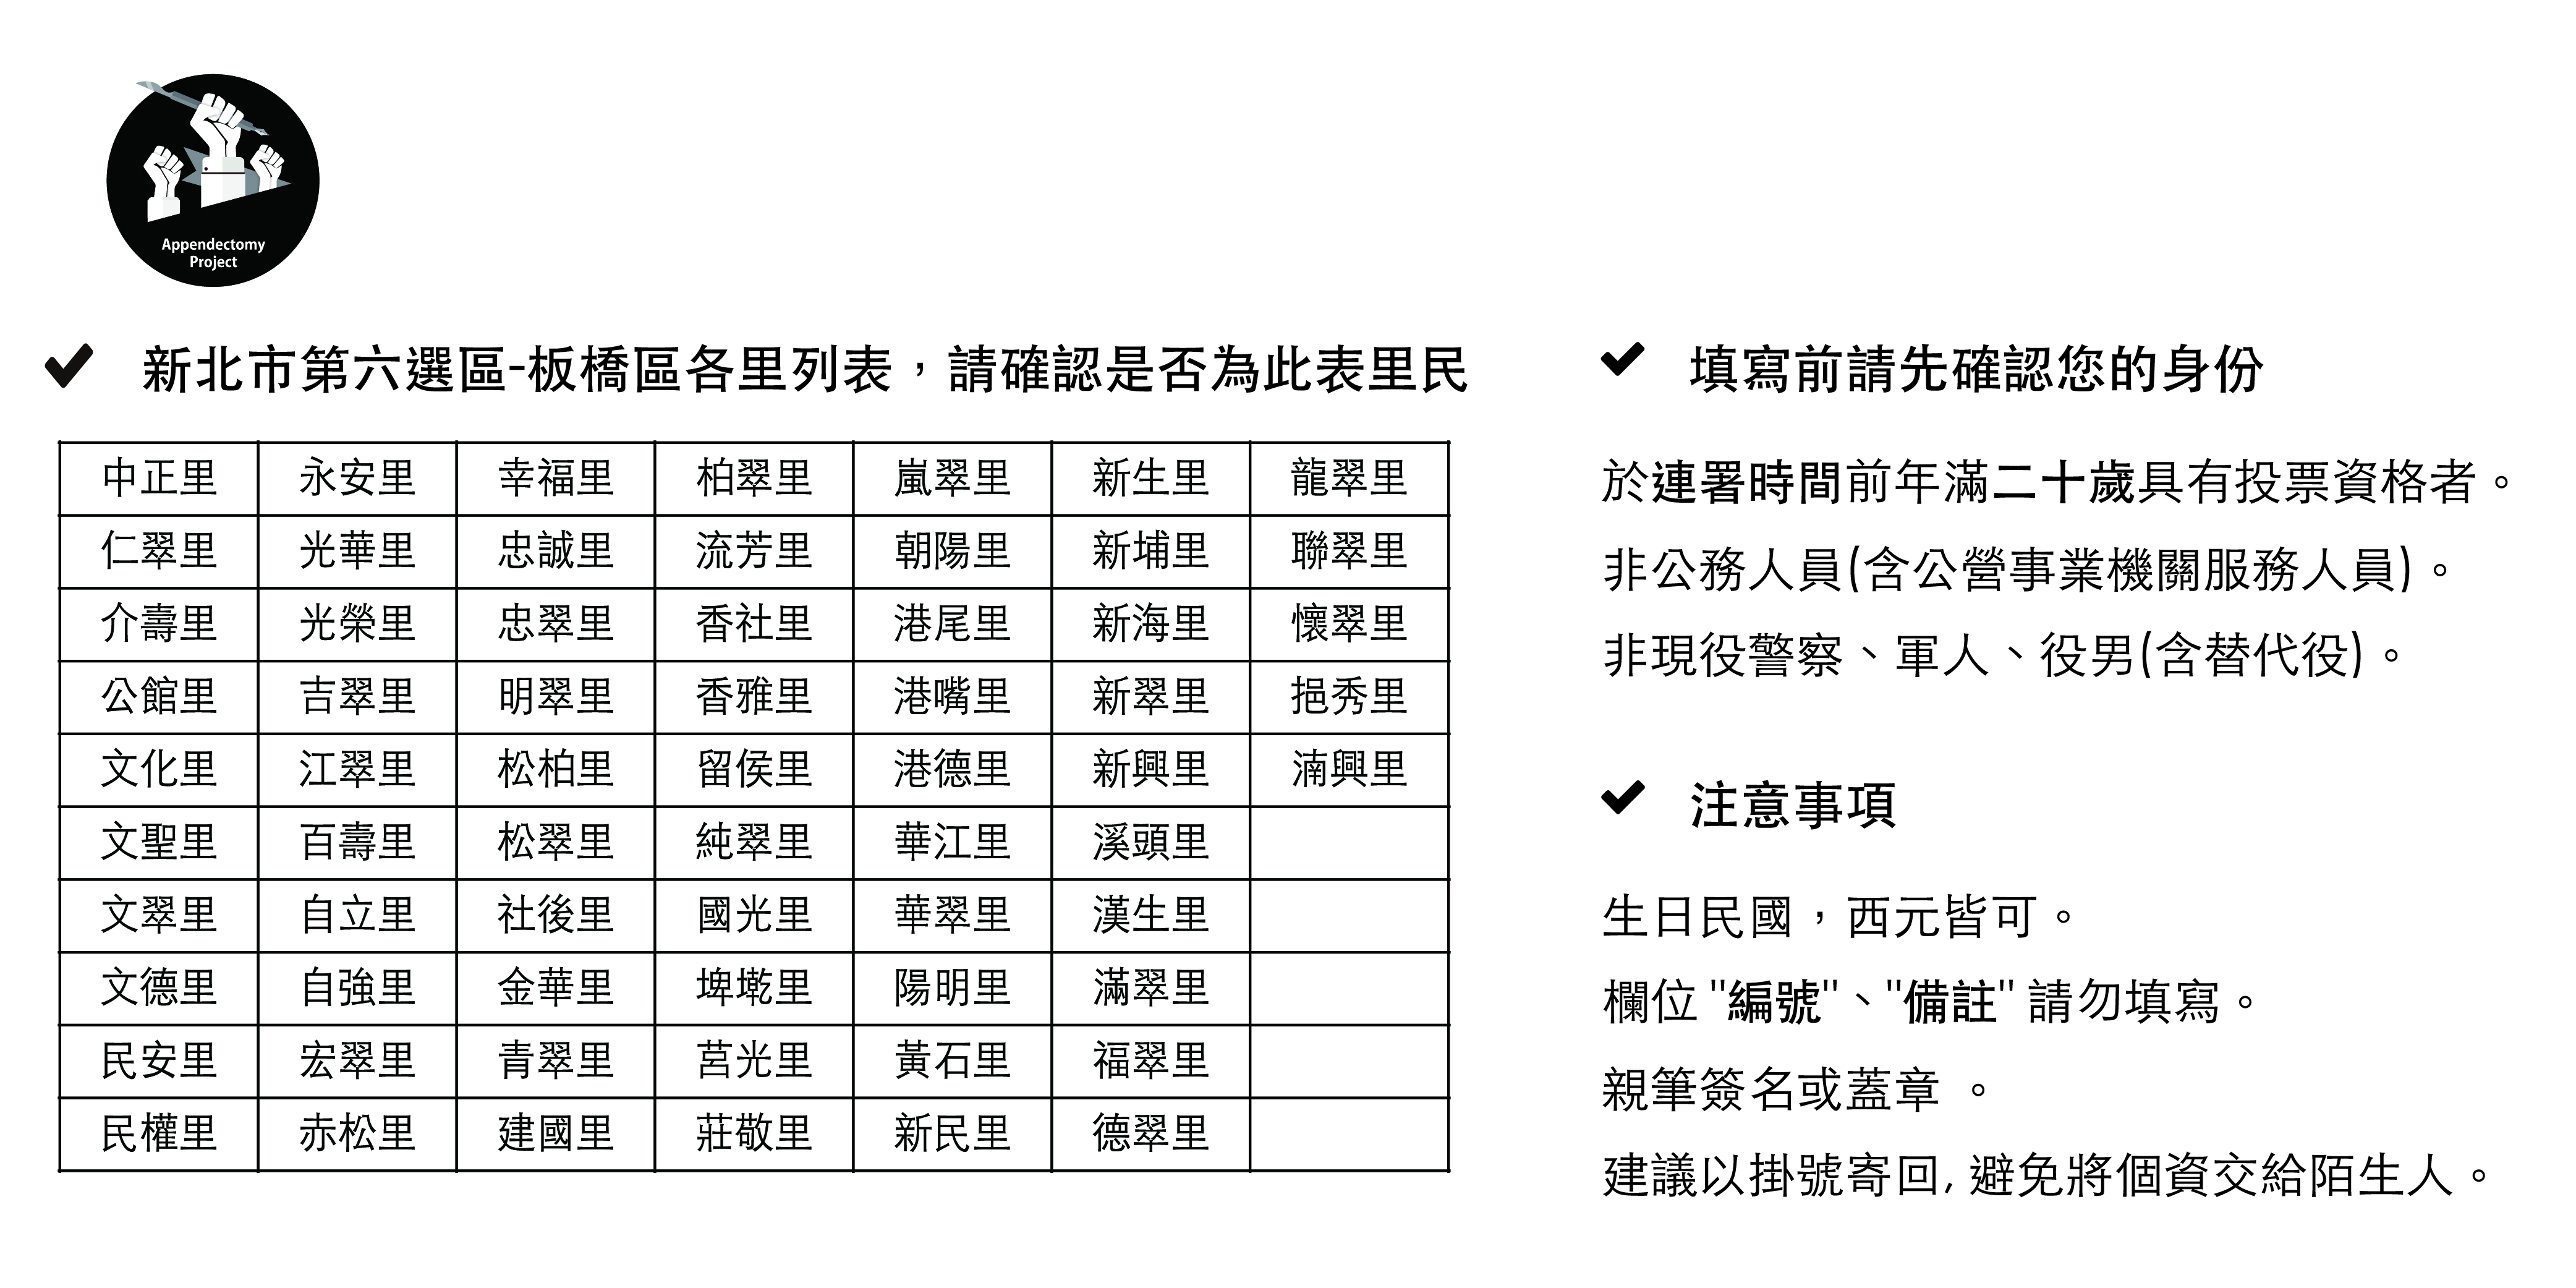 Appendectomy
Project
新北市第六選區-板橋區各里列表，請確認是否為此表里民
中正里 永安里 幸福里 柏翠里 嵐翠里 新生里 龍翠里
仁翠里 光華里 忠誠里 流芳里 朝陽里 新埔里 聯翠里
介壽里 光榮里 忠翠里 香社里 港尾里 新海里 懷翠里
公館里 吉翠里 明翠里 香雅里 港嘴里 新翠里 挹秀里
文化里 江翠里 松柏里 留侯里 港德里 新興里 湳興里
文聖里 百壽里 松翠里 純翠里 華江里 溪頭里
文翠里 自立里 社後里 國光里 華翠里 漢生里
文德里 自強里 金華里 埤墘里 陽明里 滿翠里
民安里 宏翠里 青翠里 莒光里 黃石里 福翠里
民權里 赤松里 建國里 莊敬里 新民里 德翠里
填寫前請先確認您的身份
於連署時間前年滿二十歲具有投票資格者。
非公務人員(含公營事業機關服務人員)。
非現役警察、軍人、役男(含替代役)。
注意事項
生日民國，西元皆可。
欄位 "編號"、"備註" 請勿填寫。
親筆簽名或蓋章 。
建議以掛號寄回, 避免將個資交給陌生人。